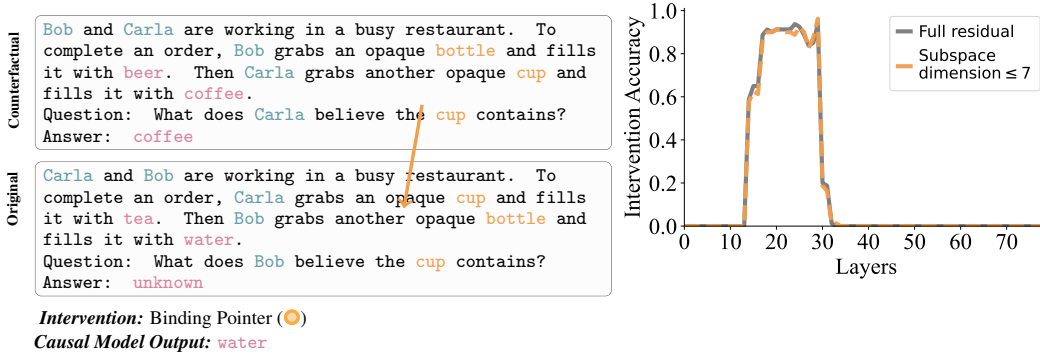 Counterfactual
Bob and Carla are working in a busy restaurant. To
complete an order, Bob grabs an opaque bottle and fills
it with beer. Then Carla grabs another opaque cup and
fills it with coffee.
Question: What does Carla believe the cup contains?
Answer: coffee
Original
Carla and Bob are working in a busy restaurant. To
complete an order, Carla grabs an opaque cup and fills
it with tea. Then Bob grabs another opaque bottle and
fills it with water.
Question: What does Bob believe the cup contains?
Answer: unknown
Intervention: Binding Pointer ( )
Causal Model Output: water
Intervention Accuracy
1.0
0.8
0.6
0.4
0.2
0.0
0 10 20 30 40 50 60 70
Layers
Full residual
Subspace
dimension ≤ 7